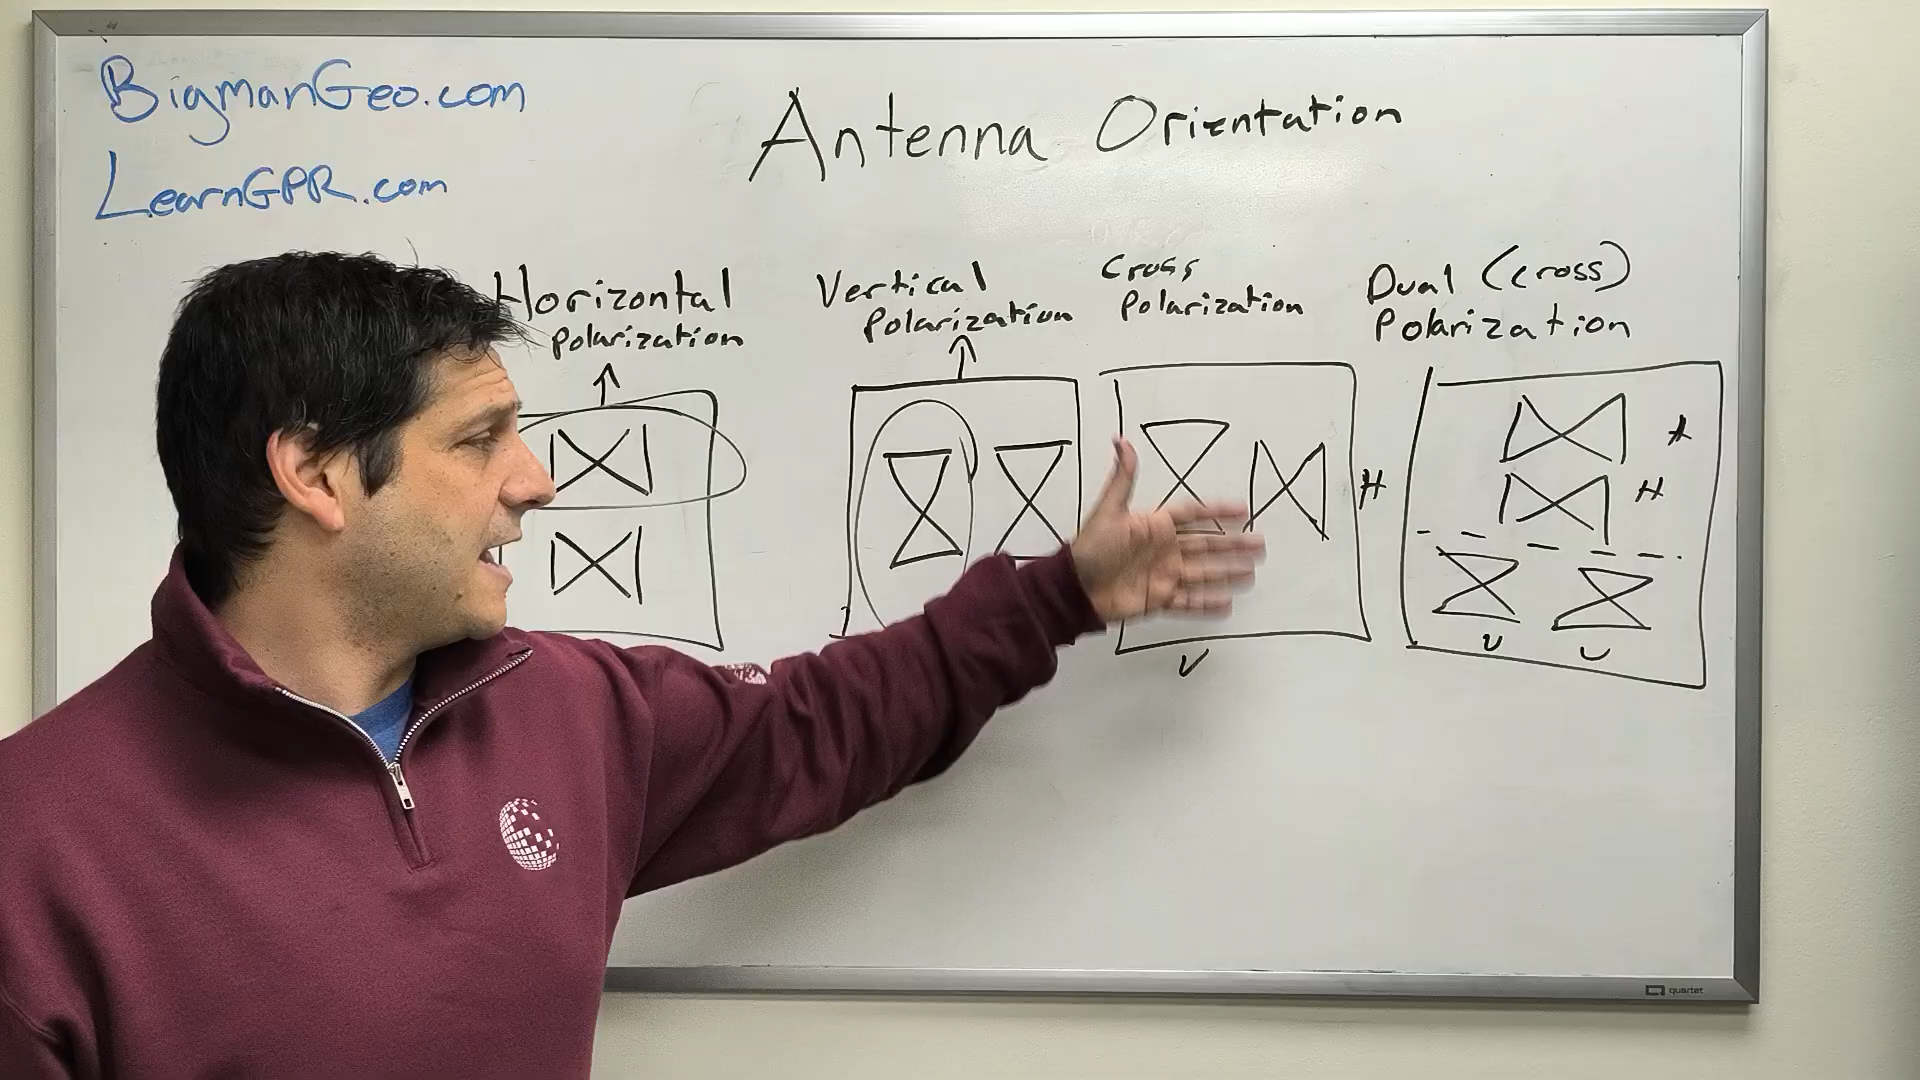 BigmanGeo.com
LearnGPR.com
Antenna Orientation
Horizontal
Polarization
Vertical
Polarization
Cross
Polarization
Dual (Cross)
Polarization
H
V
H
H
V
V
quartet